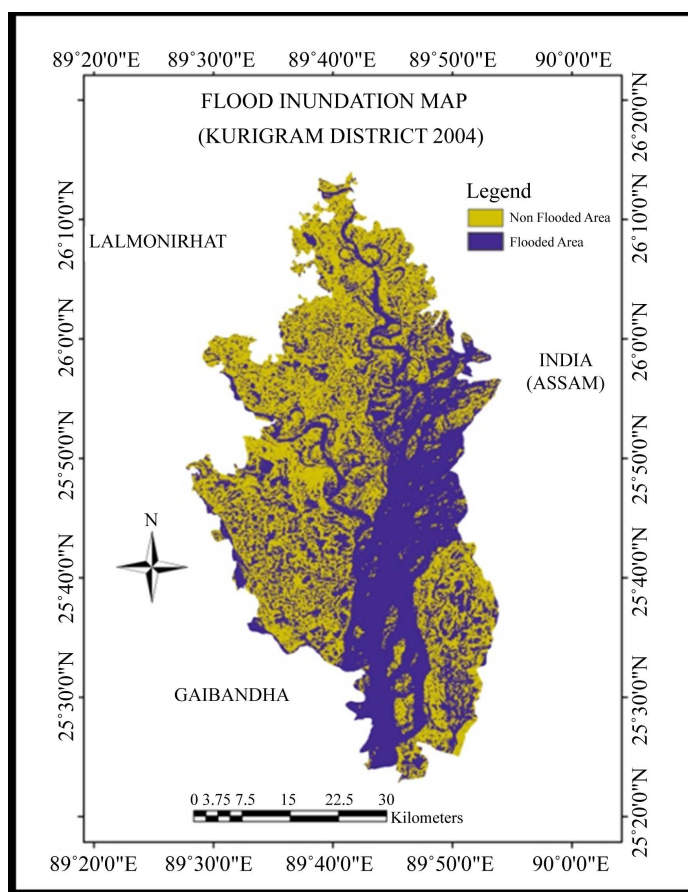 89˚20'0"E 89˚30'0"E 89˚40'0"E 89˚50'0"E 90˚00'0"E
FLOOD INUNDATION MAP
(KURIGRAM DISTRICT 2004)
Legend
Non Flooded Area
Flooded Area
LALMONIRHAT
INDIA
(ASSAM)
N
GAIBANDHA
0 3.75 7.5 15 22.5 30
Kilometers
26˚10'0"N
26˚0'0"N
25˚50'0"N
25˚40'0"N
25˚30'0"N
26˚20'0"N
26˚10'0"N
26˚0'0"N
25˚50'0"N
25˚40'0"N
25˚30'0"N
25˚20'0"N
89˚20'0"E 89˚30'0"E 89˚40'0"E 89˚50'0"E 90˚00'0"E